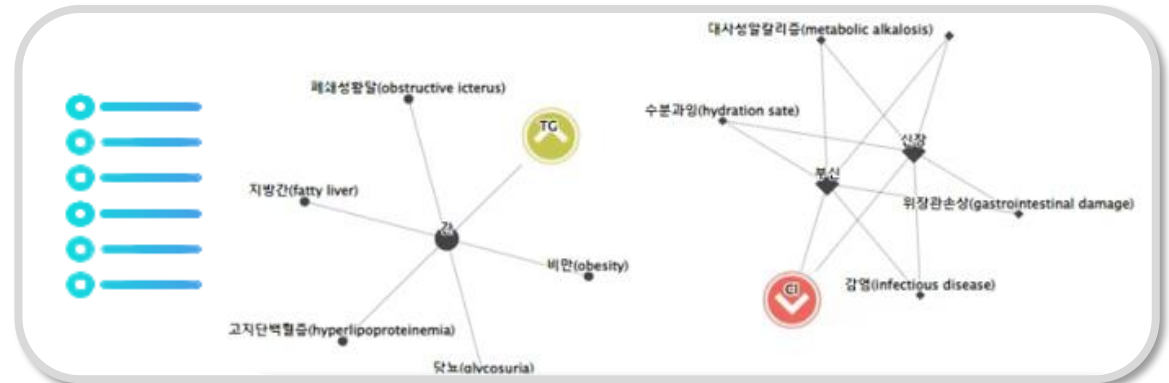 대사성알칼리증(metabolic alkalosis)
폐쇄성황달(obstructive icterus)
수분과잉(hydration sate)
TG
신장
지방간(fatty liver)
부신
위장관손상(gastrointestinal damage)
간
비만(obesity)
감염(infectious disease)
Cl
고지단백혈증(hyperlipoproteinemia)
당뇨(glycosuria)